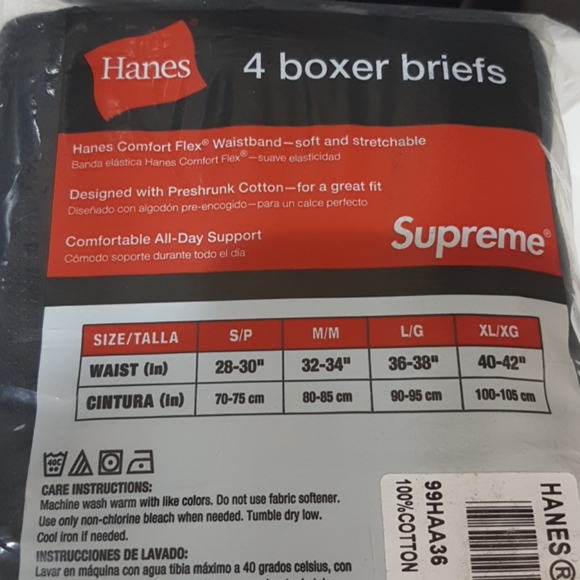 Hanes
4 boxer briefs
Hanes Comfort Flex® Waistband—soft and stretchable
Banda elástica Hanes Comfort Flex®—suave elasticidad
Designed with Preshrunk Cotton—for a great fit
Diseñado con algodón pre-encogido—para un calce perfecto
Comfortable All-Day Support
Cómodo soporte durante todo el día
Supreme®
SIZE/TALLA S/P M/M L/G XL/XG
WAIST (In) 28-30" 32-34" 36-38" 40-42"
CINTURA (In) 70-75 cm 80-85 cm 90-95 cm 100-105 cm
40C
CARE INSTRUCTIONS:
Machine wash warm with like colors. Do not use fabric softener.
Use only non-chlorine bleach when needed. Tumble dry low.
Cool iron if needed.
INSTRUCCIONES DE LAVADO:
Lavar en máquina con agua tibia máximo a 40 grados celsius, con
HANES®
99HAA36
100%COTTON